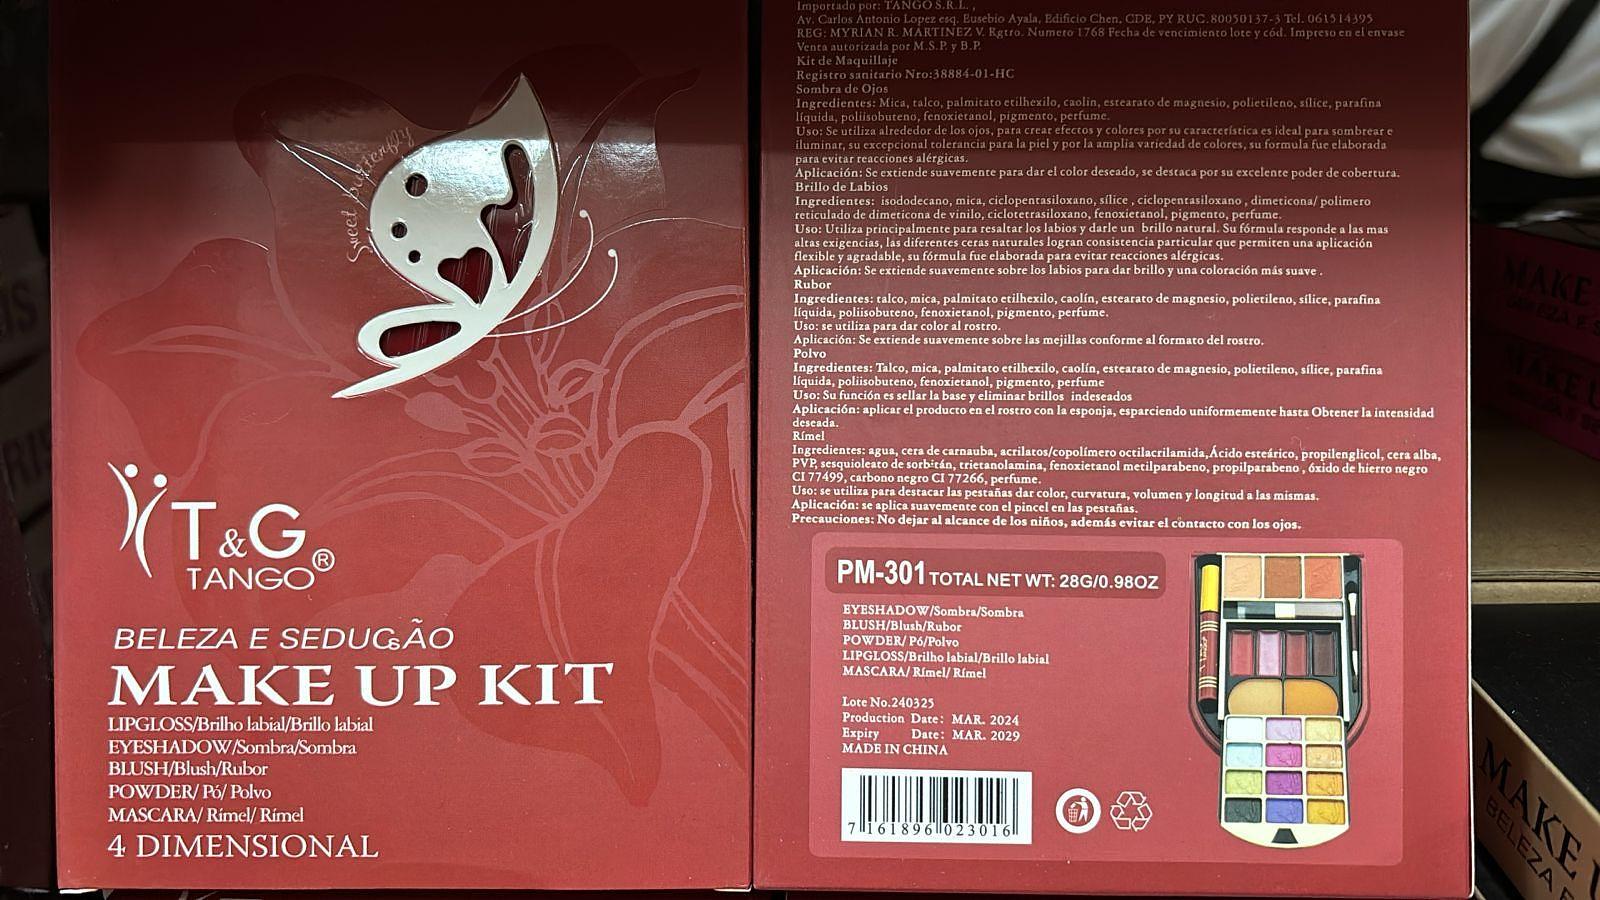 Sweet butterfly
T&G®
TANGO
BELEZA E SEDUCSÃO
MAKE UP KIT
LIPGLOSS/Brilho labial/Brillo labial
EYESHADOW/Sombra/Sombra
BLUSH/Blush/Rubor
POWDER/ Pó/ Polvo
MASCARA/ Rímel/ Rímel
4 DIMENSIONAL
Importado por: TANGO S.R.L. ,
Av. Carlos Antonio Lopez esq. Eusebio Ayala, Edificio Chen, CDE, PY RUC. 80050137-3 Tel. 061514395
REG: MYRIAN R. MARTINEZ V. Rgtro. Numero 1768 Fecha de vencimiento lote y cód. Impreso en el envase
Venta autorizada por M.S.P. y B.P.
Kit de Maquillaje
Registro sanitario Nro:38884-01-HC
Sombra de Ojos
Ingredientes: Mica, talco, palmitato etilhexilo, caolin, estearato de magnesio, polietileno, sílice, parafina
líquida, poliisobuteno, fenoxietanol, pigmento, perfume.
Uso: Se utiliza alrededor de los ojos, para crear efectos y colores por su característica es ideal para sombrear e
iluminar, su excepcional tolerancia para la piel y por la amplia variedad de colores, su formula fue elaborada
para evitar reacciones alérgicas.
Aplicación: Se extiende suavemente para dar el color deseado, se destaca por su excelente poder de cobertura.
Brillo de Labios
Ingredientes: isododecano, mica, ciclopentasiloxano, sílice , ciclopentasiloxano , dimeticona/ polimero
reticulado de dimeticona de vinilo, ciclotetrasiloxano, fenoxietanol, pigmento, perfume.
Uso: Utiliza principalmente para resaltar los labios y darle un brillo natural. Su fórmula responde a las mas
altas exigencias, las diferentes ceras naturales logran consistencia particular que permiten una aplicación
flexible y agradable, su fórmula fue elaborada para evitar reacciones alérgicas.
Aplicación: Se extiende suavemente sobre los labios para dar brillo y una coloración más suave .
Rubor
Ingredientes: talco, mica, palmitato etilhexilo, caolín, estearato de magnesio, polietileno, sílice, parafina
líquida, poliisobuteno, fenoxietanol, pigmento, perfume.
Uso: se utiliza para dar color al rostro.
Aplicación: Se extiende suavemente sobre las mejillas conforme al formato del rostro.
Polvo
Ingredientes: Talco, mica, palmitato etilhexilo, caolín, estearato de magnesio, polietileno, sílice, parafina
líquida, poliisobuteno, fenoxietanol, pigmento, perfume
Uso: Su función es sellar la base y eliminar brillos indeseados
Aplicación: aplicar el producto en el rostro con la esponja, esparciendo uniformemente hasta Obtener la intensidad
deseada.
Rímel
Ingredientes: agua, cera de carnauba, acrilatos/copolímero octilacrilamida,Ácido esteárico, propilenglicol, cera alba,
PVP, sesquioleato de sorbitán, trietanolamina, fenoxietanol metilparabeno, propilparabeno , óxido de hierro negro
CI 77499, carbono negro CI 77266, perfume.
Uso: se utiliza para destacar las pestañas dar color, curvatura, volumen y longitud a las mismas.
Aplicación: se aplica suavemente con el pincel en las pestañas.
Precauciones: No dejar al alcance de los niños, además evitar el contacto con los ojos.
PM-301 TOTAL NET WT: 28G/0.98OZ
EYESHADOW/Sombra/Sombra
BLUSH/Blush/Rubor
POWDER/ Pó/Polvo
LIPGLOSS/Brilho labial/Brillo labial
MASCARA/ Rímel/ Rímel
Lote No.240325
Production Date: MAR. 2024
Expiry Date: MAR. 2029
MADE IN CHINA
7 161896 023016
MAKE
MAKE U
MAKE U
BELEZA E